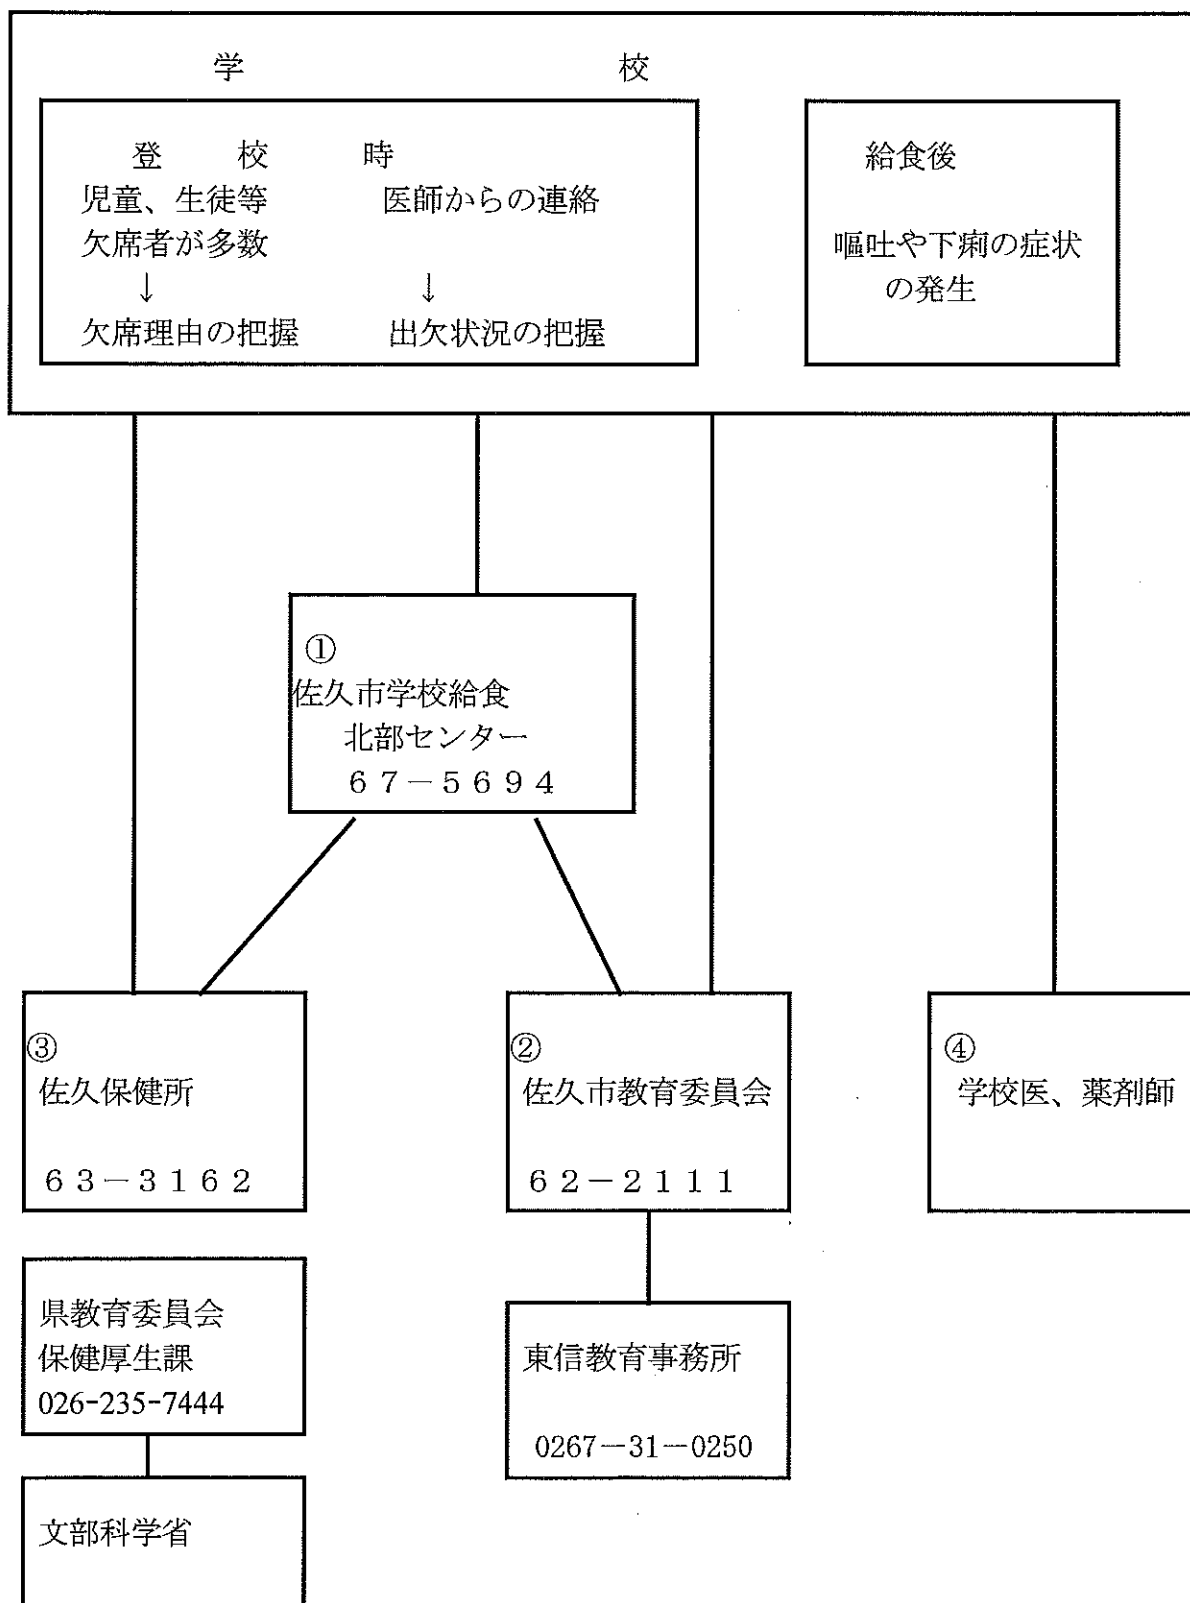 学　校
登　校　時
児童、生徒等　医師からの連絡
欠席者が多数
↓　↓
欠席理由の把握　出欠状況の把握
給食後
嘔吐や下痢の症状
の発生
①
佐久市学校給食
北部センター
６７－５６９４
③
佐久保健所
６３－３１６２
②
佐久市教育委員会
６２－２１１１
④
学校医、薬剤師
県教育委員会
保健厚生課
026-235-7444
東信教育事務所
0267－31－0250
文部科学省